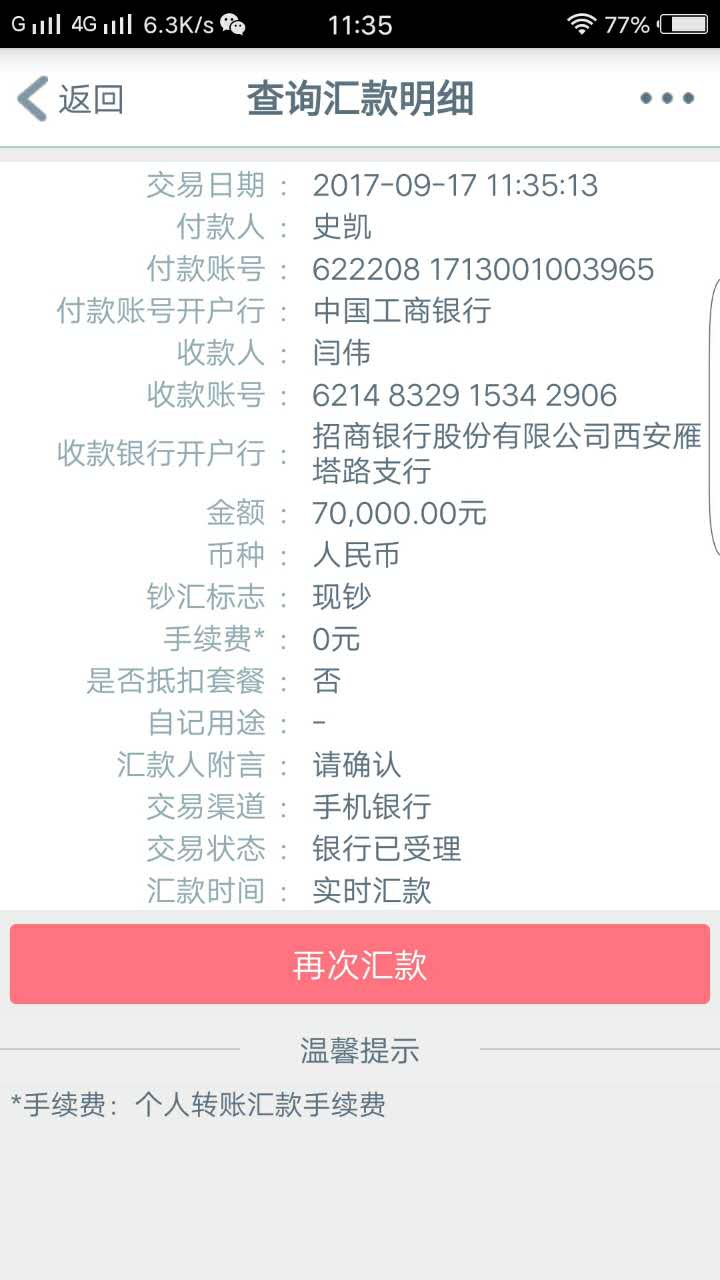 G 4G 6.3K/s 11:35 77%
返回 查询汇款明细
交易日期： 2017-09-17 11:35:13
付款人： 史凯
付款账号： 622208 1713001003965
付款账号开户行： 中国工商银行
收款人： 闫伟
收款账号： 6214 8329 1534 2906
收款银行开户行： 招商银行股份有限公司西安雁
塔路支行
金额： 70,000.00元
币种： 人民币
钞汇标志： 现钞
手续费*： 0元
是否抵扣套餐： 否
自记用途： -
汇款人附言： 请确认
交易渠道： 手机银行
交易状态： 银行已受理
汇款时间： 实时汇款
再次汇款
温馨提示
*手续费：个人转账汇款手续费